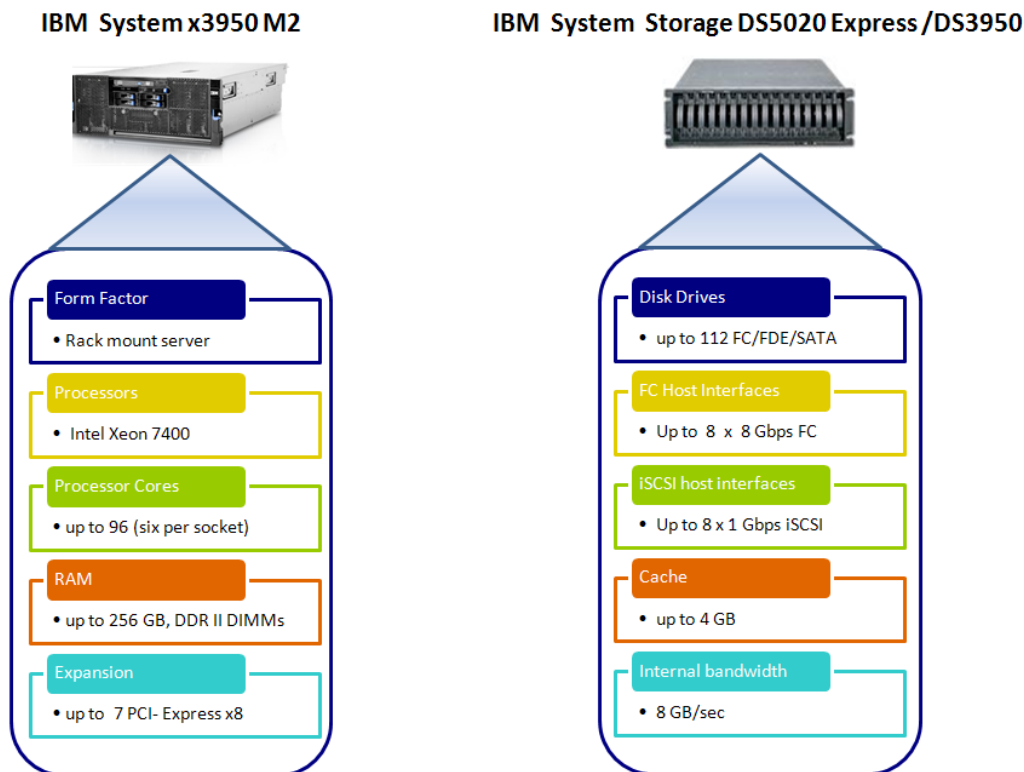 IBM System x3950 M2
Form Factor
• Rack mount server
Processors
• Intel Xeon 7400
Processor Cores
• up to 96 (six per socket)
RAM
• up to 256 GB, DDR II DIMMs
Expansion
• up to 7 PCI- Express x8
IBM System Storage DS5020 Express /DS3950
Disk Drives
• up to 112 FC/FDE/SATA
FC Host Interfaces
• Up to 8 x 8 Gbps FC
iSCSI host interfaces
• Up to 8 x 1 Gbps iSCSI
Cache
• up to 4 GB
Internal bandwidth
• 8 GB/sec